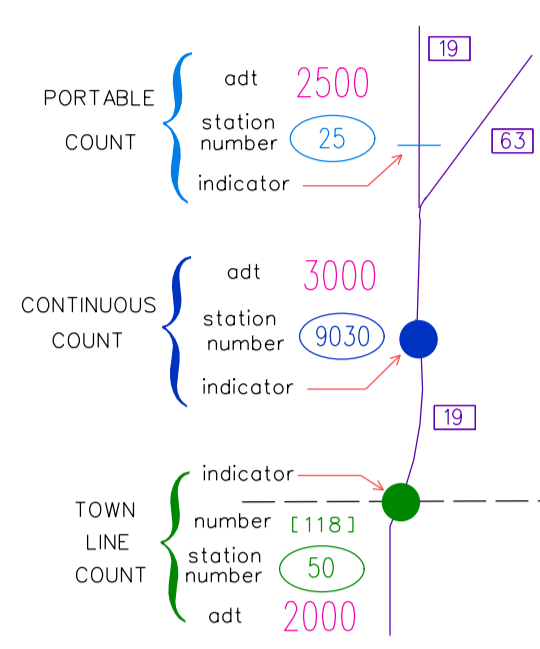 19
adt 2500
PORTABLE
COUNT
station
number
25
63
indicator
adt 3000
CONTINUOUS
COUNT
station
number
9030
indicator
19
indicator
TOWN
LINE
COUNT
number [118]
station
number
50
adt 2000